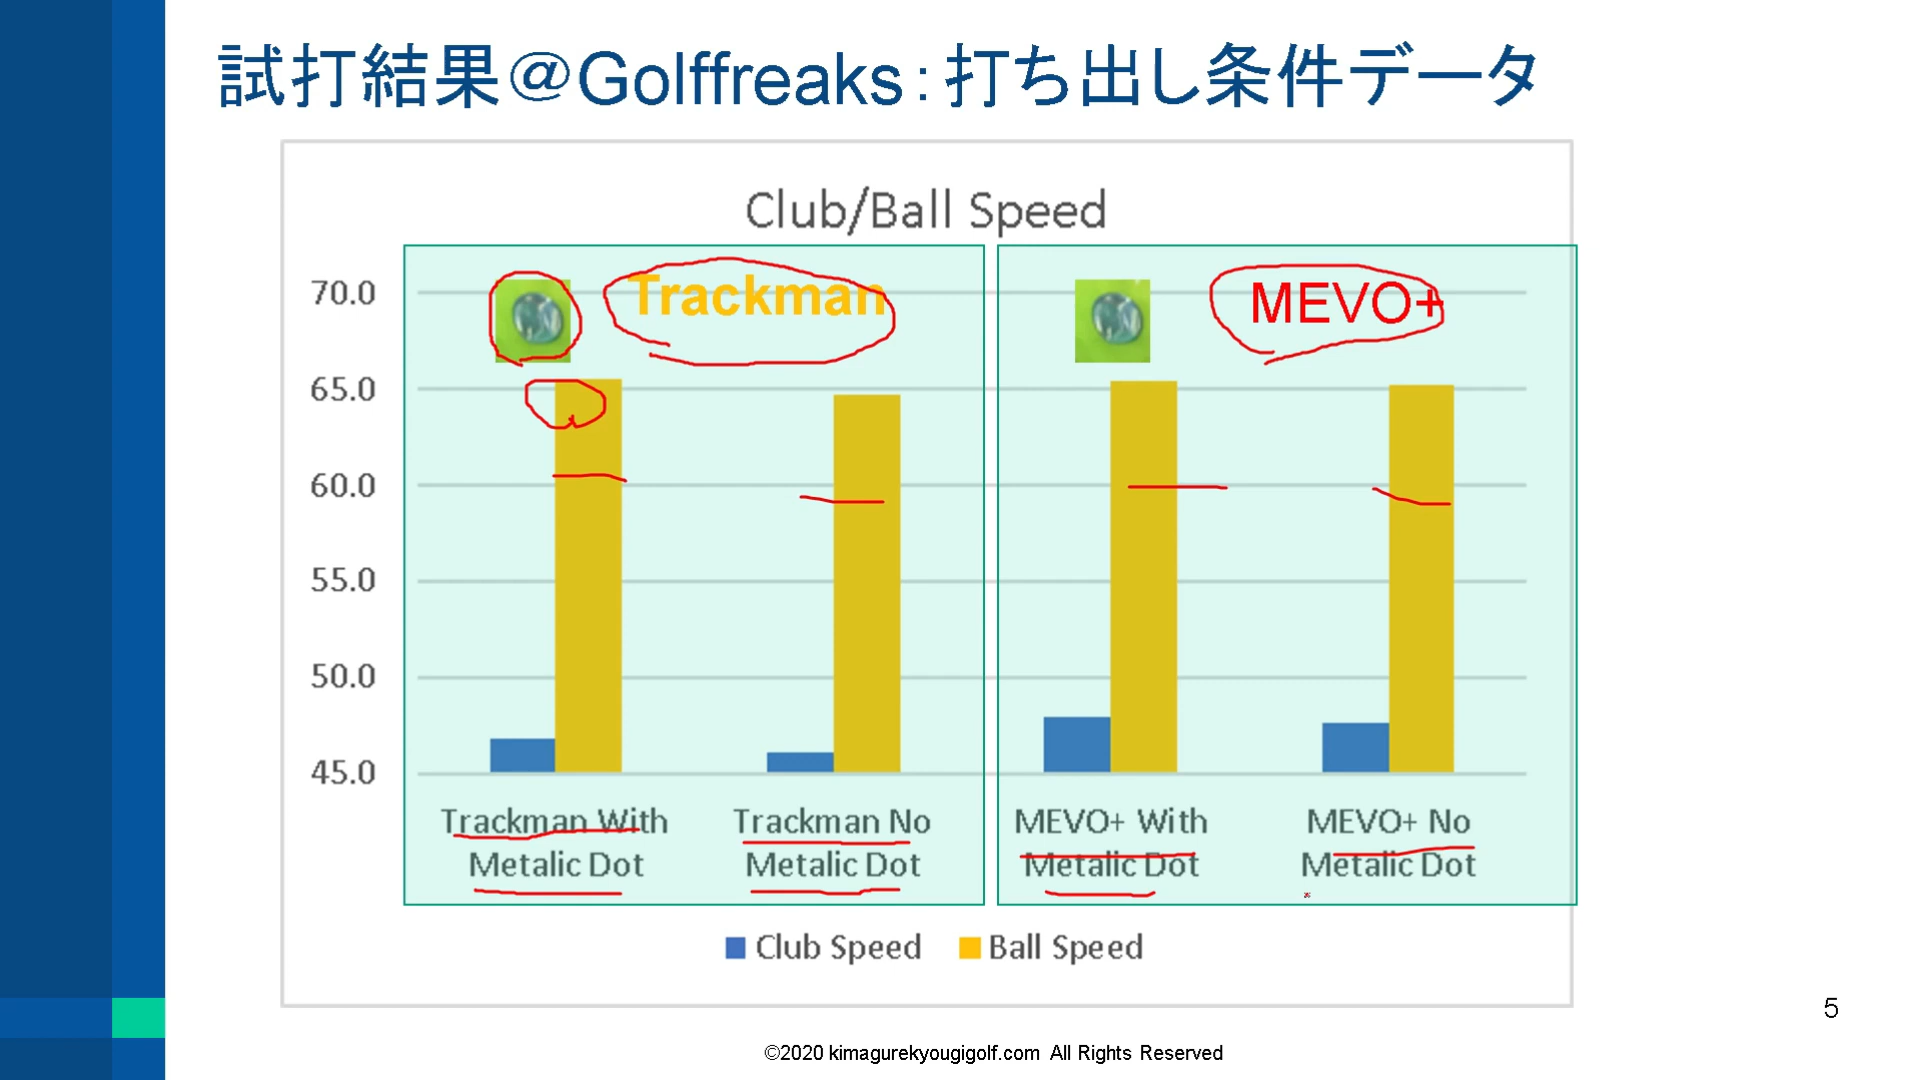 試打結果@Golffreaks：打ち出し条件データ
Club/Ball Speed
Trackman
MEVO+
70.0
65.0
60.0
55.0
50.0
45.0
Trackman With
Metalic Dot
Trackman No
Metalic Dot
MEVO+ With
Metalic Dot
MEVO+ No
Metalic Dot
Club Speed
Ball Speed
5
©2020 kimagurekyougigolf.com All Rights Reserved